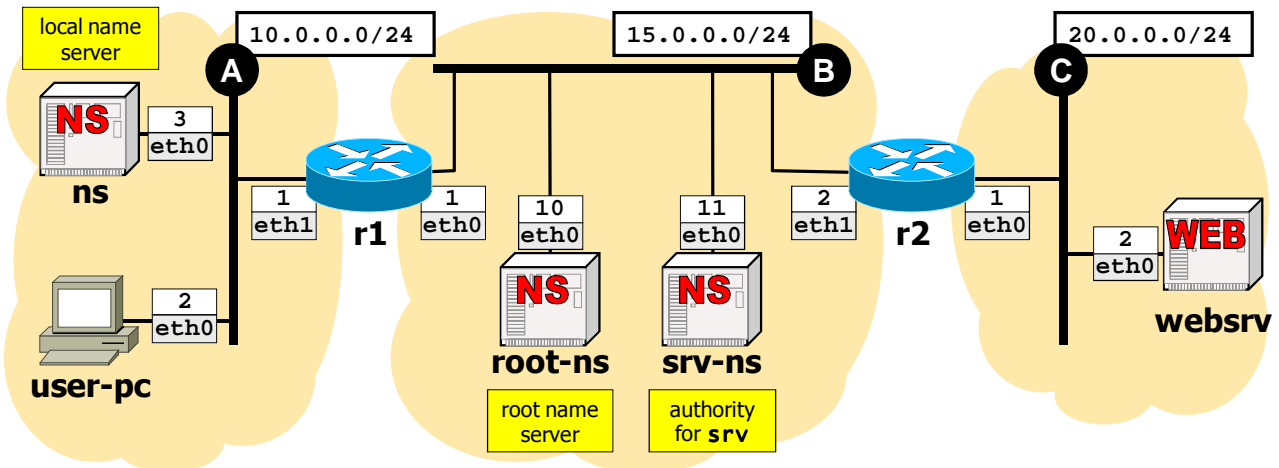 local name
server
10.0.0.0/24
15.0.0.0/24
20.0.0.0/24
A
B
C
NS
3
eth0
ns
1
eth1
r1
1
eth0
10
eth0
11
eth0
2
eth1
r2
1
eth0
2
eth0
WEB
websrv
2
eth0
user-pc
NS
root-ns
NS
srv-ns
root name
server
authority
for srv